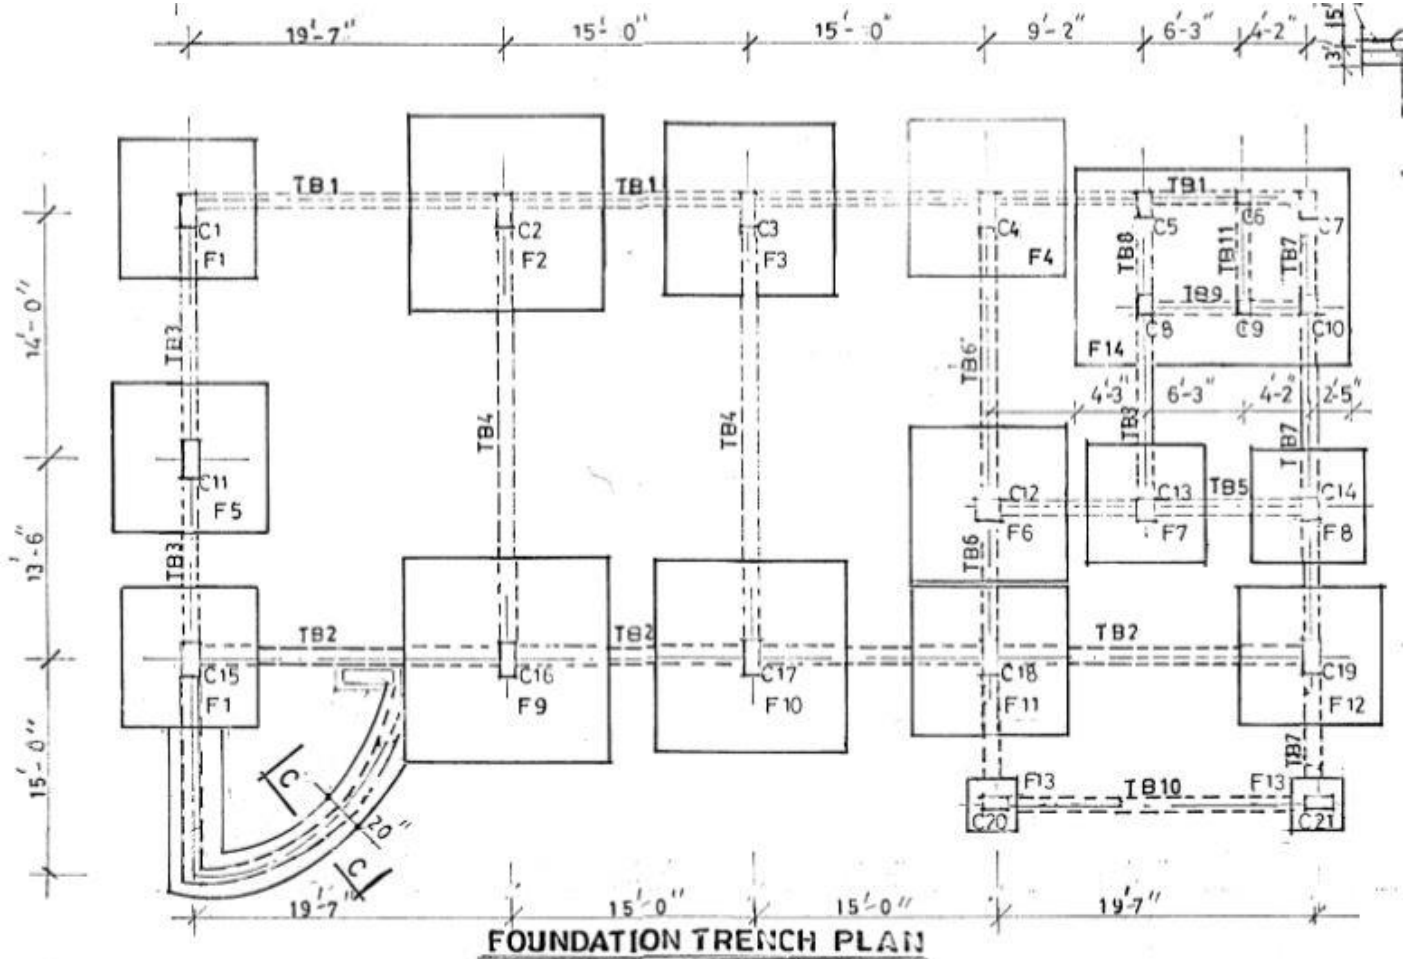 19'-7" 15'-0" 15'-0" 9'-2" 6'-3" 4'-2"
15'
3'
TB1 TB1 TB1
C1 C2 C3 C4 C5 C6 C7
F1 F2 F3 F4
TB8 TB11 TB7
TB9
C8 C9 C10
F14
14'-0"
TB3 TB6
4'-3" 6'-3" 4'-2" 2'-5"
TB4 TB4 TB3 TB7
C11
F5
C12 C13 TB5 C14
F6 F7 F8
13'-6"
TB3 TB6
TB2 TB2 TB2
C15 C16 C17 C18 C19
F1 F9 F10 F11 F12
15'-0"
TB7
C
20"
C
F13 TB10 F13
C20 C21
19'-7" 15'-0" 15'-0" 19'-7"
FOUNDATION TRENCH PLAN